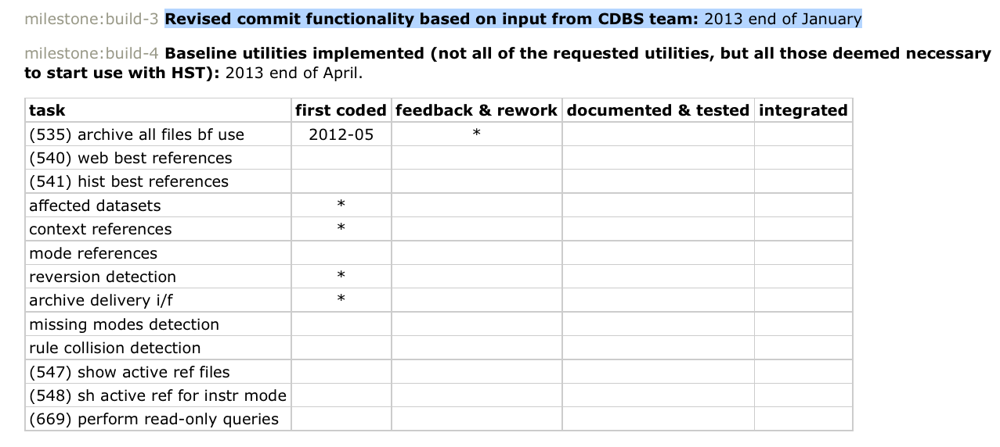 milestone:build-3 Revised commit functionality based on input from CDBS team: 2013 end of January
milestone:build-4 Baseline utilities implemented (not all of the requested utilities, but all those deemed necessary
to start use with HST): 2013 end of April.
task first coded feedback & rework documented & tested integrated
(535) archive all files bf use 2012-05 *
(540) web best references
(541) hist best references
affected datasets *
context references *
mode references
reversion detection *
archive delivery i/f *
missing modes detection
rule collision detection
(547) show active ref files
(548) sh active ref for instr mode
(669) perform read-only queries